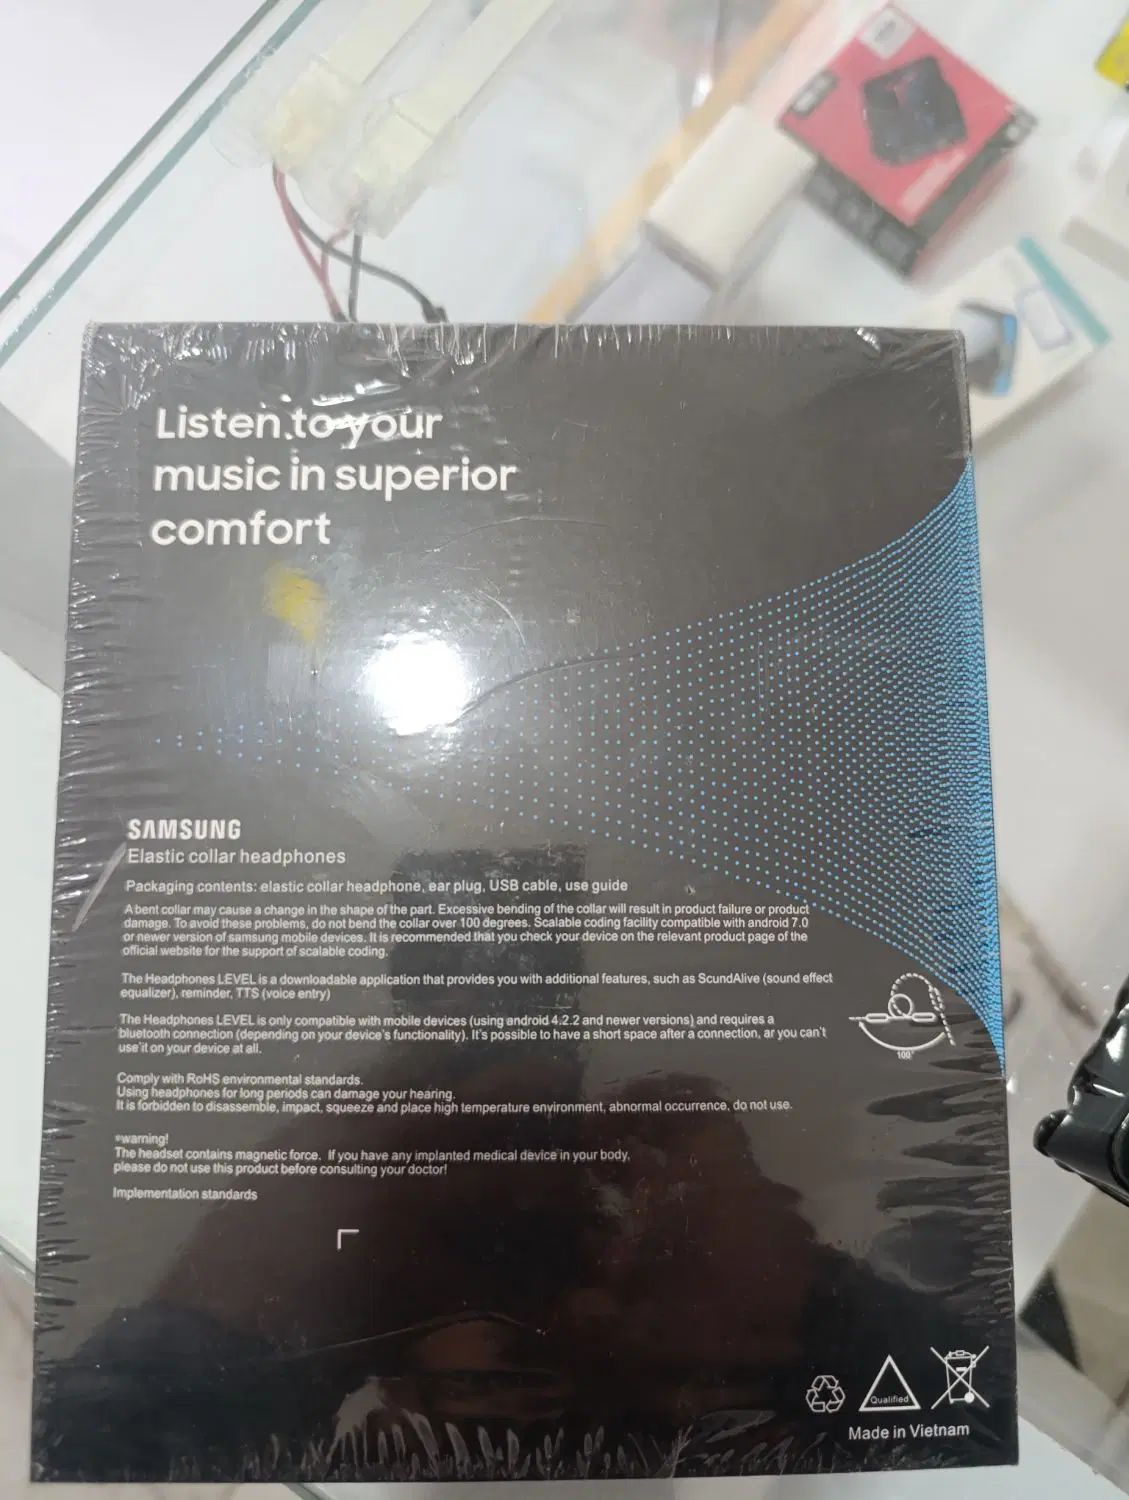 Listen to your
music in superior
comfort
SAMSUNG
Elastic collar headphones
Packaging contents: elastic collar headphone, ear plug, USB cable, use guide
A bent collar may cause a change in the shape of the part. Excessive bending of the collar will result in product failure or product
damage. To avoid these problems, do not bend the collar over 100 degrees. Scalable coding facility compatible with android 7.0
or newer version of samsung mobile devices. It is recommended that you check your device on the relevant product page of the
official website for the support of scalable coding.
The Headphones LEVEL is a downloadable application that provides you with additional features, such as ScundAlive (sound effect
equalizer), reminder, TTS (voice entry)
The Headphones LEVEL is only compatible with mobile devices (using android 4.2.2 and newer versions) and requires a
bluetooth connection (depending on your device's functionality). It's possible to have a short space after a connection, ar you can't
use it on your device at all.
100°
Comply with RoHS environmental standards.
Using headphones for long periods can damage your hearing.
It is forbidden to disassemble, impact, squeeze and place high temperature environment, abnormal occurrence, do not use.
*warning!
The headset contains magnetic force. If you have any implanted medical device in your body,
please do not use this product before consulting your doctor!
Implementation standards
Qualified
Made in Vietnam